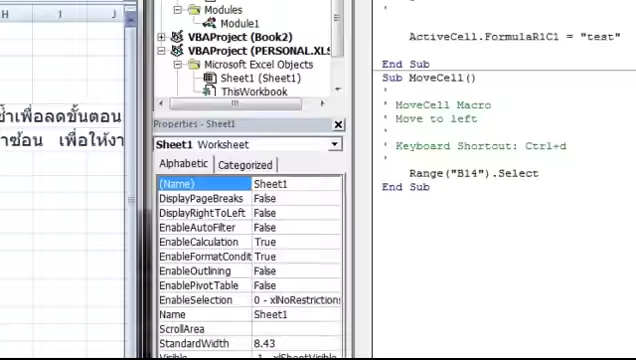 H I J
ซ้ำเพื่อลดขั้นตอน
าซ้อน เพื่อให้งา
Modules
Module1
VBAProject (Book2)
VBAProject (PERSONAL.XLS
Microsoft Excel Objects
Sheet1 (Sheet1)
ThisWorkbook
Properties - Sheet1
Sheet1 Worksheet
Alphabetic Categorized
(Name) Sheet1
DisplayPageBreaks False
DisplayRightToLeft False
EnableAutoFilter False
EnableCalculation True
EnableFormatCondit True
EnableOutlining False
EnablePivotTable False
EnableSelection 0 - xlNoRestrictions
Name Sheet1
ScrollArea
StandardWidth 8.43
Visible -1 - xlSheetVisible
'
ActiveCell.FormulaR1C1 = "test"
End Sub
Sub MoveCell()
'
' MoveCell Macro
' Move to left
'
' Keyboard Shortcut: Ctrl+d
'
Range("B14").Select
End Sub